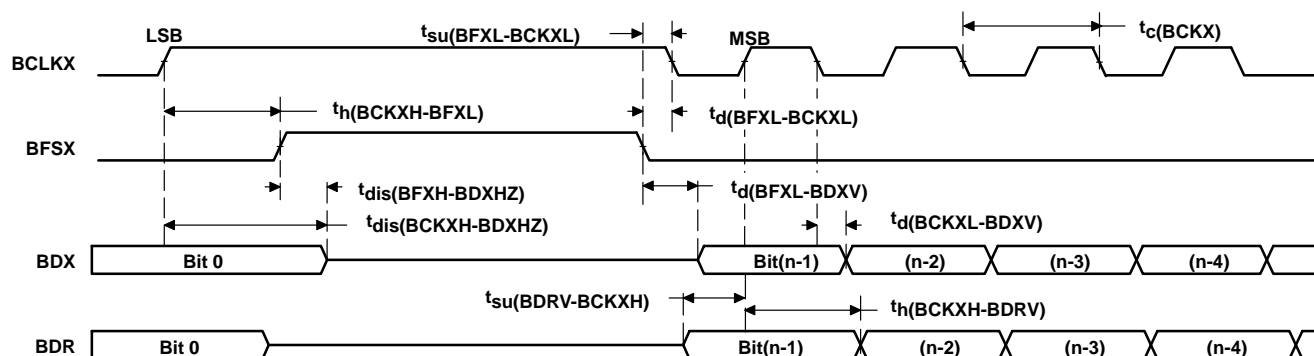 LSB
tsu(BFXL-BCKXL)
MSB
tc(BCKX)
BCLKX
th(BCKXH-BFXL)
td(BFXL-BCKXL)
BFSX
tdis(BFXH-BDXHZ)
td(BFXL-BDXV)
tdis(BCKXH-BDXHZ)
td(BCKXL-BDXV)
BDX
Bit 0
Bit(n-1)
(n-2)
(n-3)
(n-4)
tsu(BDRV-BCKXH)
th(BCKXH-BDRV)
BDR
Bit 0
Bit(n-1)
(n-2)
(n-3)
(n-4)